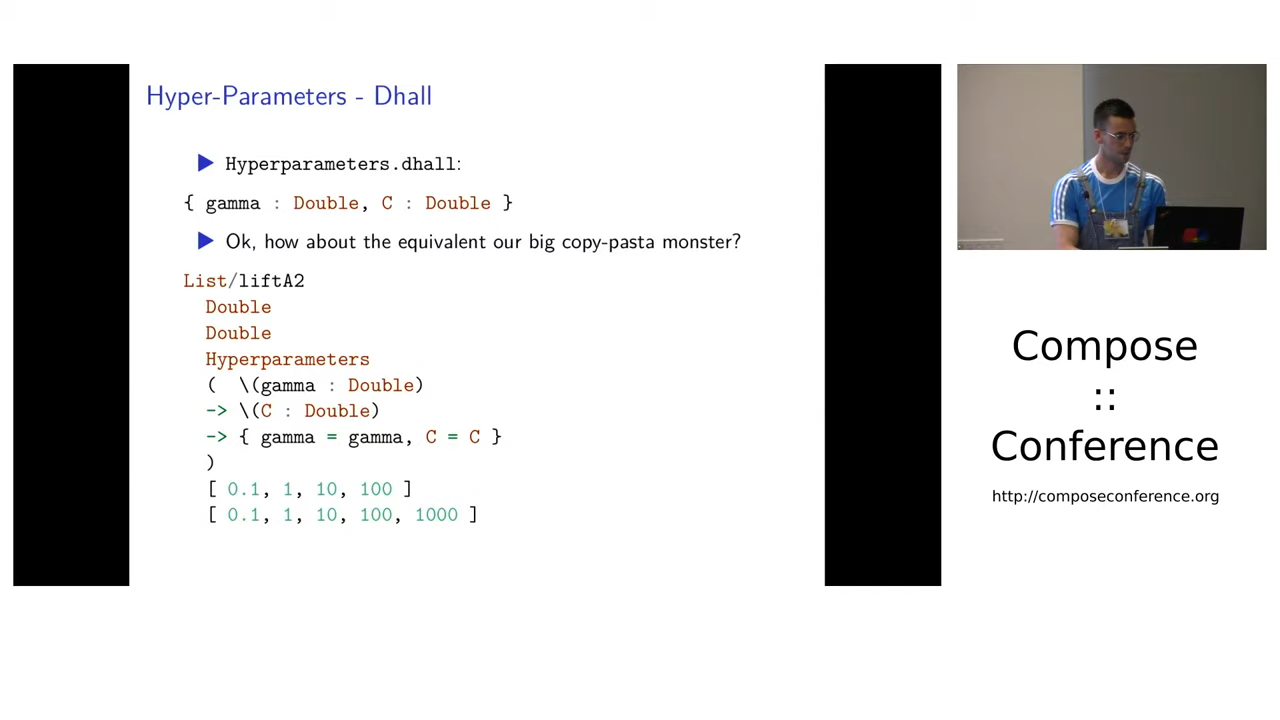 Hyper-Parameters - Dhall
▶ Hyperparameters.dhall:
{ gamma : Double, C : Double }
▶ Ok, how about the equivalent our big copy-pasta monster?
List/liftA2
  Double
  Double
  Hyperparameters
  (  \(gamma : Double)
  -> \(C : Double)
  -> { gamma = gamma, C = C }
  )
  [ 0.1, 1, 10, 100 ]
  [ 0.1, 1, 10, 100, 1000 ]
Compose
::
Conference
http://composeconference.org